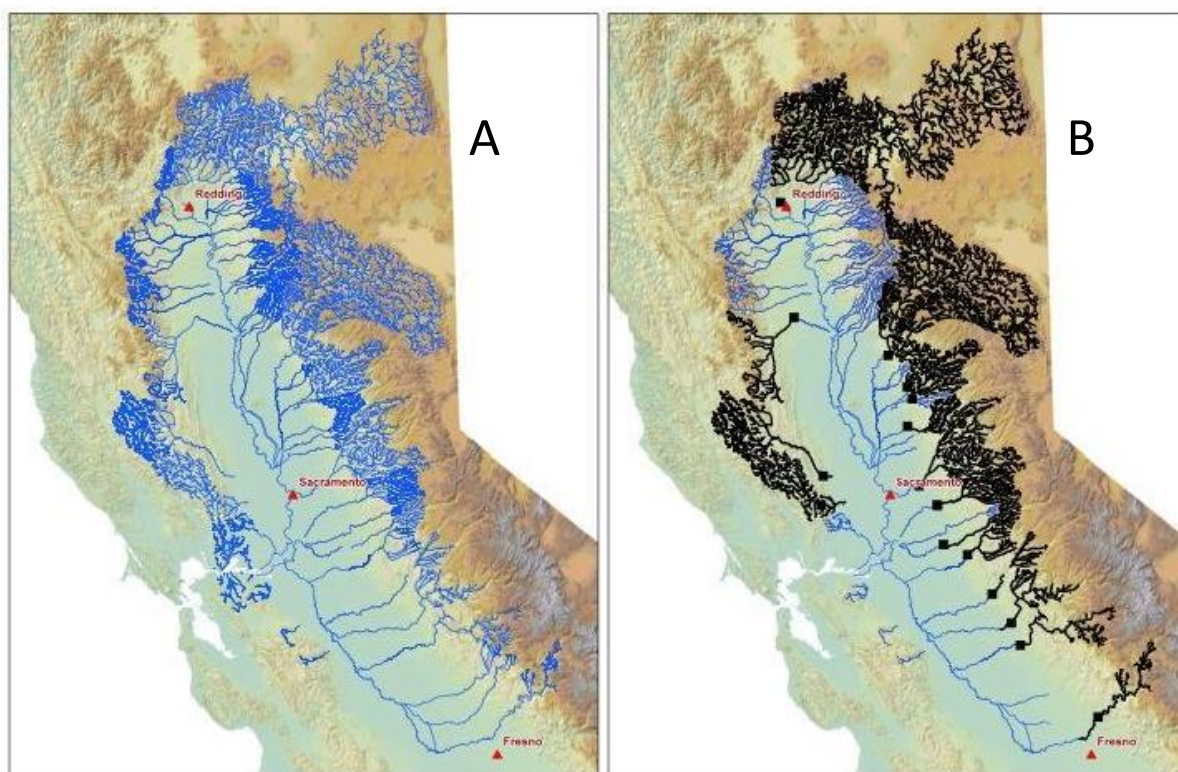 A
B
Redding
Redding
Sacramento
Sacramento
Fresno
Fresno